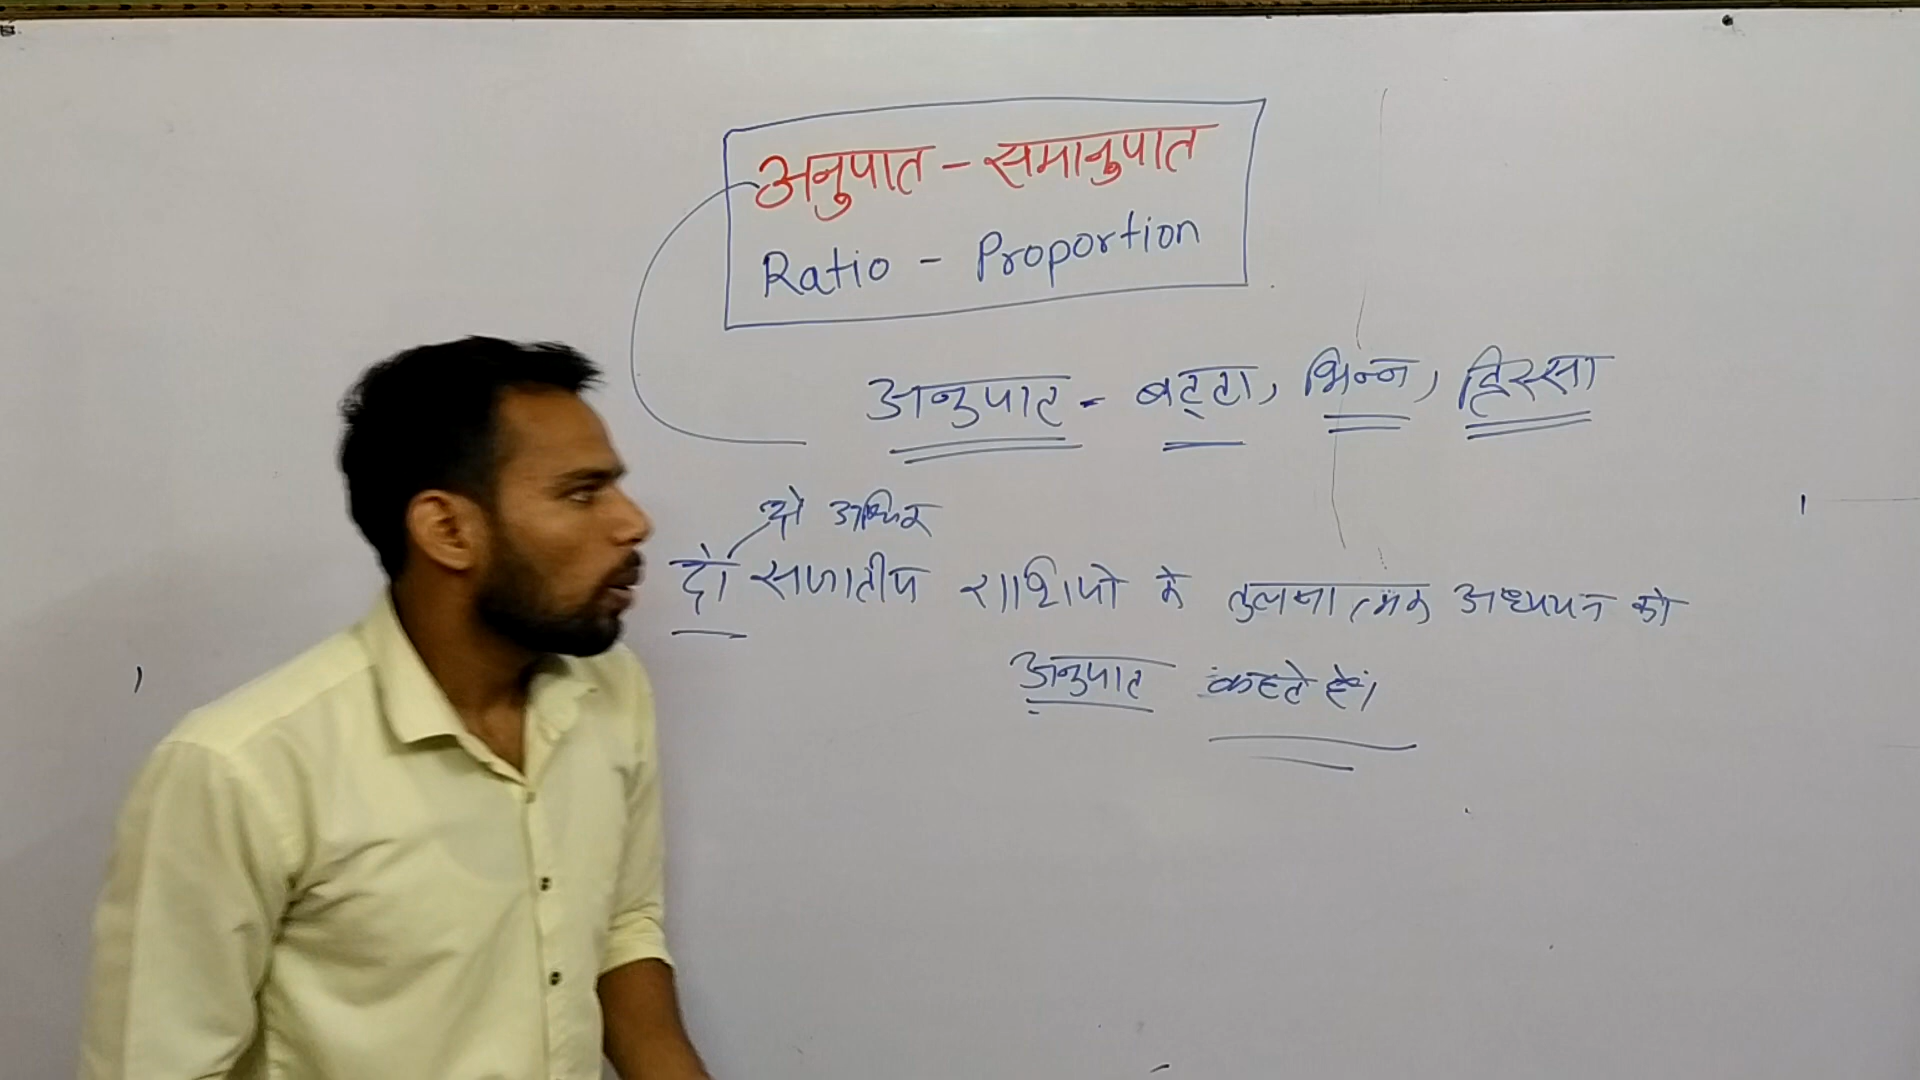 अनुपात - समानुपात
Ratio - Proportion
अनुपात - बट्टा, भिन्न, हिस्सा
से अधिक
दो सजातीय राशियों के तुलनात्मक अध्ययन को
अनुपात कहते है।